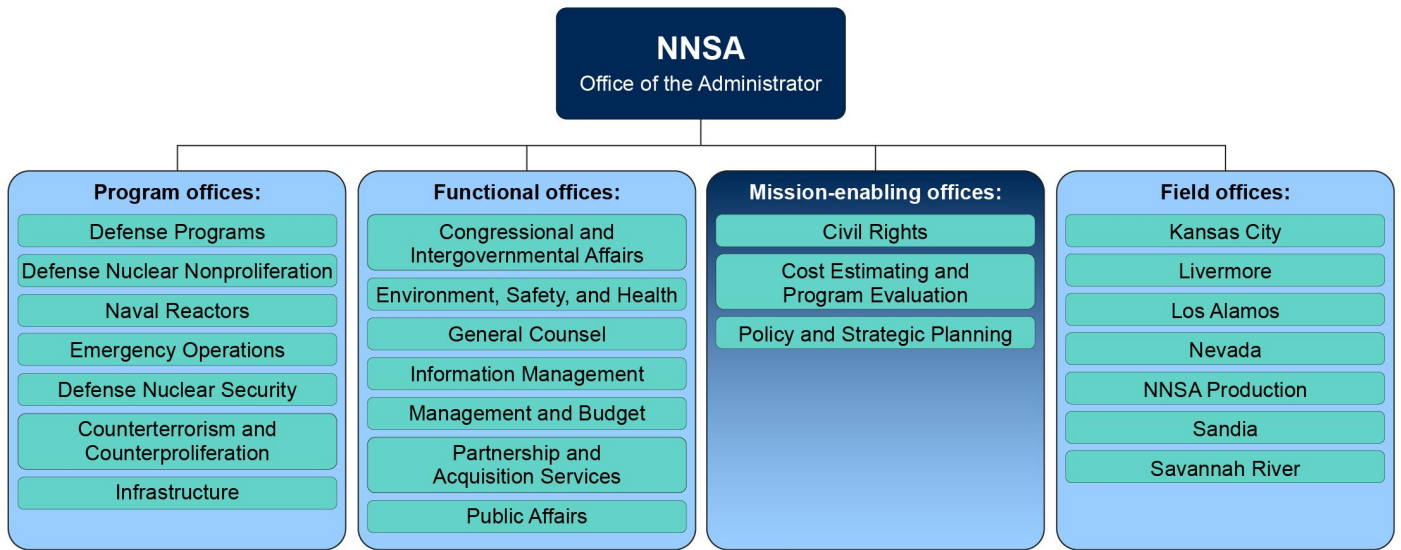 NNSA
Office of the Administrator
Program offices:
Defense Programs
Defense Nuclear Nonproliferation
Naval Reactors
Emergency Operations
Defense Nuclear Security
Counterterrorism and
Counterproliferation
Infrastructure
Functional offices:
Congressional and
Intergovernmental Affairs
Environment, Safety, and Health
General Counsel
Information Management
Management and Budget
Partnership and
Acquisition Services
Public Affairs
Mission-enabling offices:
Civil Rights
Cost Estimating and
Program Evaluation
Policy and Strategic Planning
Field offices:
Kansas City
Livermore
Los Alamos
Nevada
NNSA Production
Sandia
Savannah River